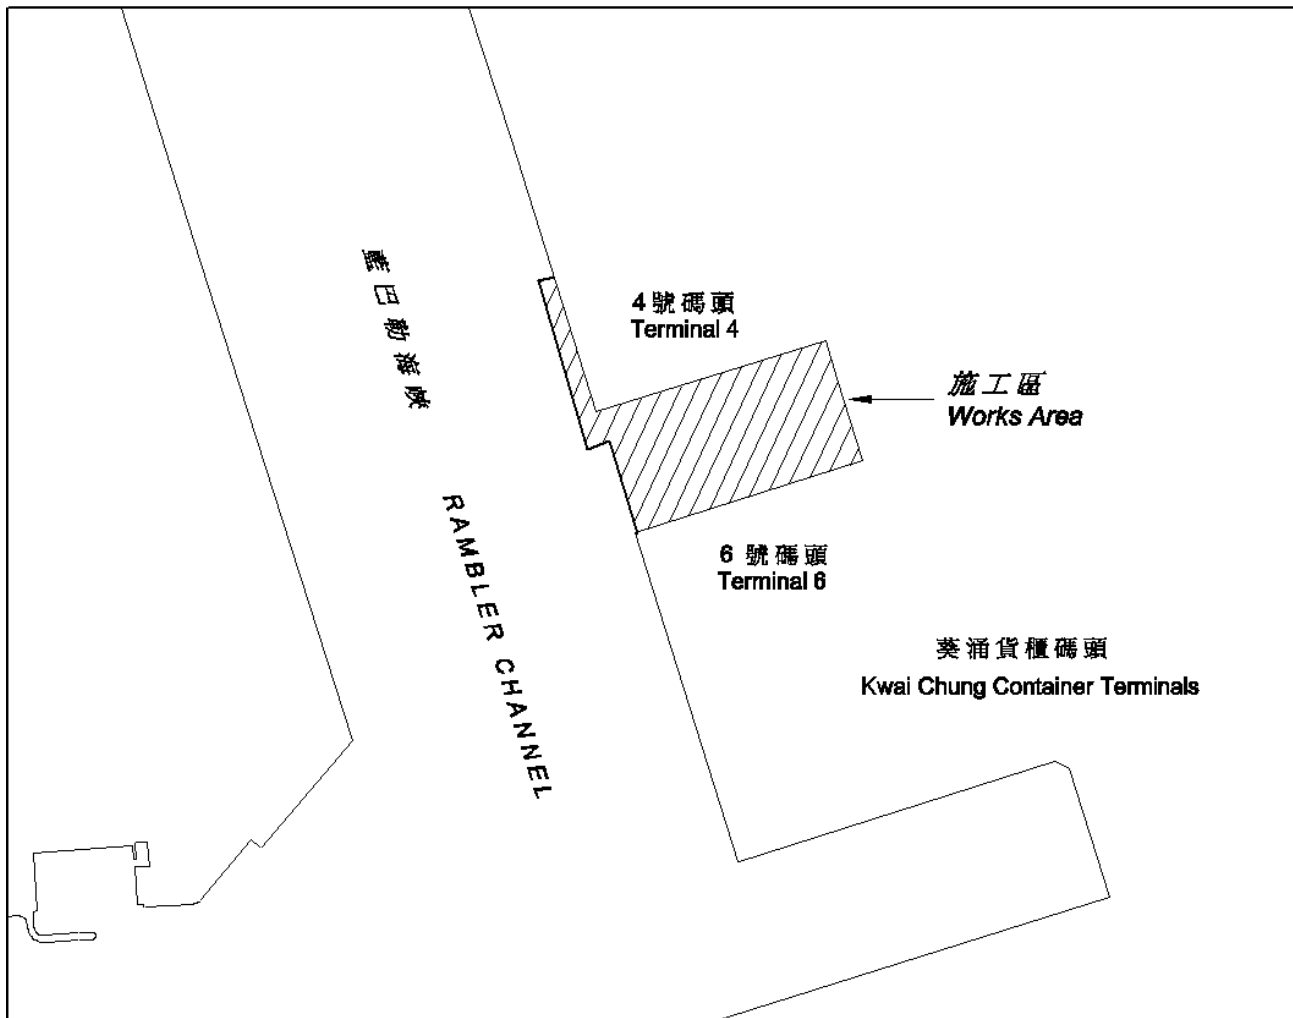 藍巴勒海峽
4 號碼頭
Terminal 4
施工區
Works Area
RAMBLER CHANNEL
6 號碼頭
Terminal 6
葵涌貨櫃碼頭
Kwai Chung Container Terminals